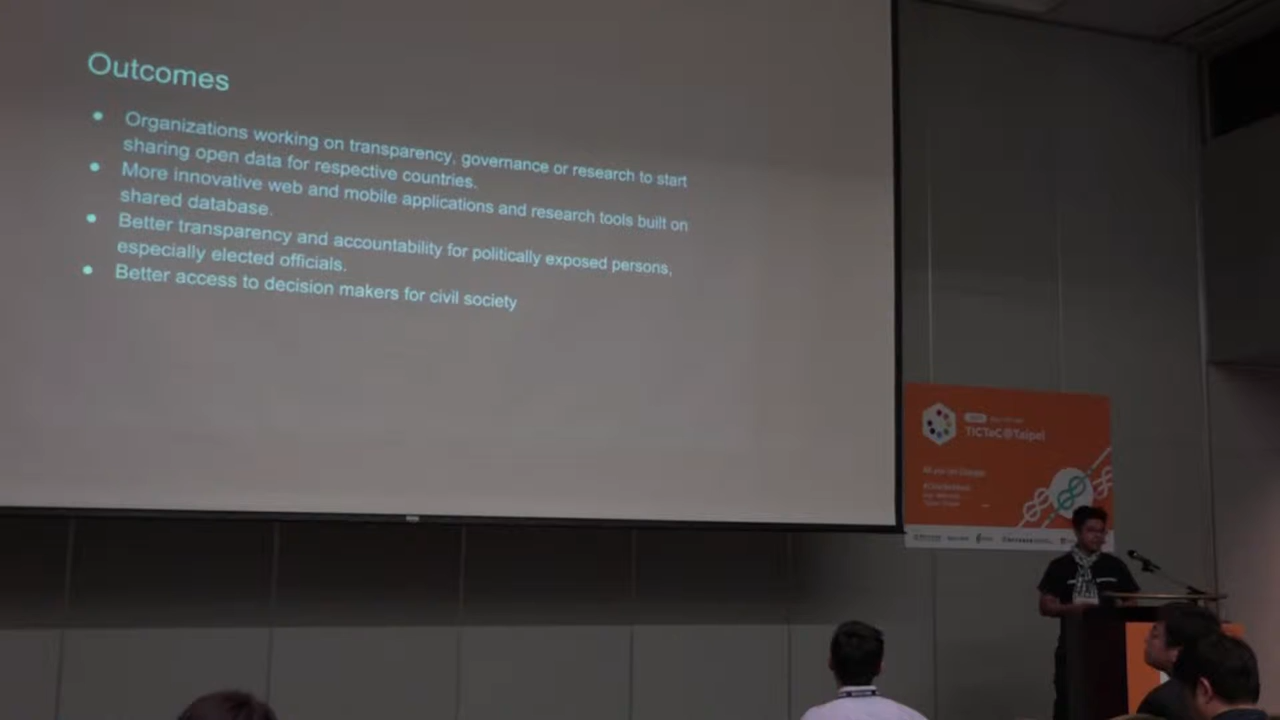 Outcomes
Organizations working on transparency, governance or research to start
sharing open data for respective countries.
More innovative web and mobile applications and research tools built on
shared database.
Better transparency and accountability for politically exposed persons,
especially elected officials.
Better access to decision makers for civil society
TICTeC@Taipei